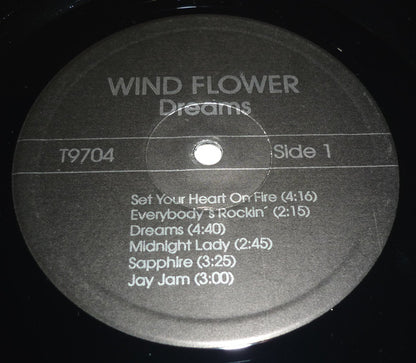 WIND FLOWER
Dreams
T9704 Side 1
Set Your Heart On Fire (4:16)
Everybody's Rockin' (2:15)
Dreams (4:40)
Midnight Lady (2:45)
Sapphire (3:25)
Jay Jam (3:00)